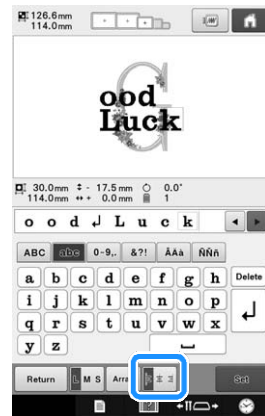 126.6mm
114.0mm
G
ood
Luck
30.0mm - 17.5mm 0.0°
114.0mm + 0.0mm 1
o o d ↲ L u c k
ABC abc 0-9,. &?! ÄÅà ÑÑñ
a b c d e f g h Delete
i j k l m n o p
q r s t u v w x
y z
Return L M S Arra Set